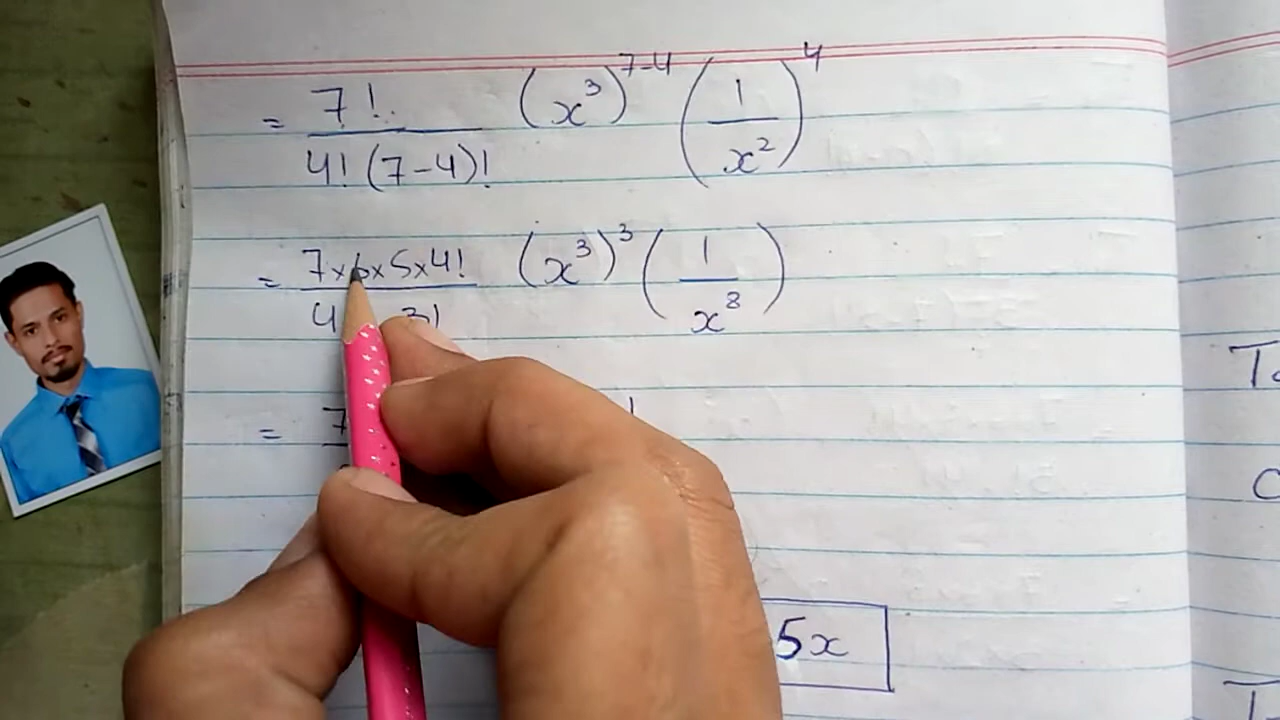 = 7! / 4! (7-4)! (x³)⁷⁻⁴ (1/x²)⁴
= 7×6×5×4! / 4 3! (x³)³ (1/x⁸)
= 7
5x